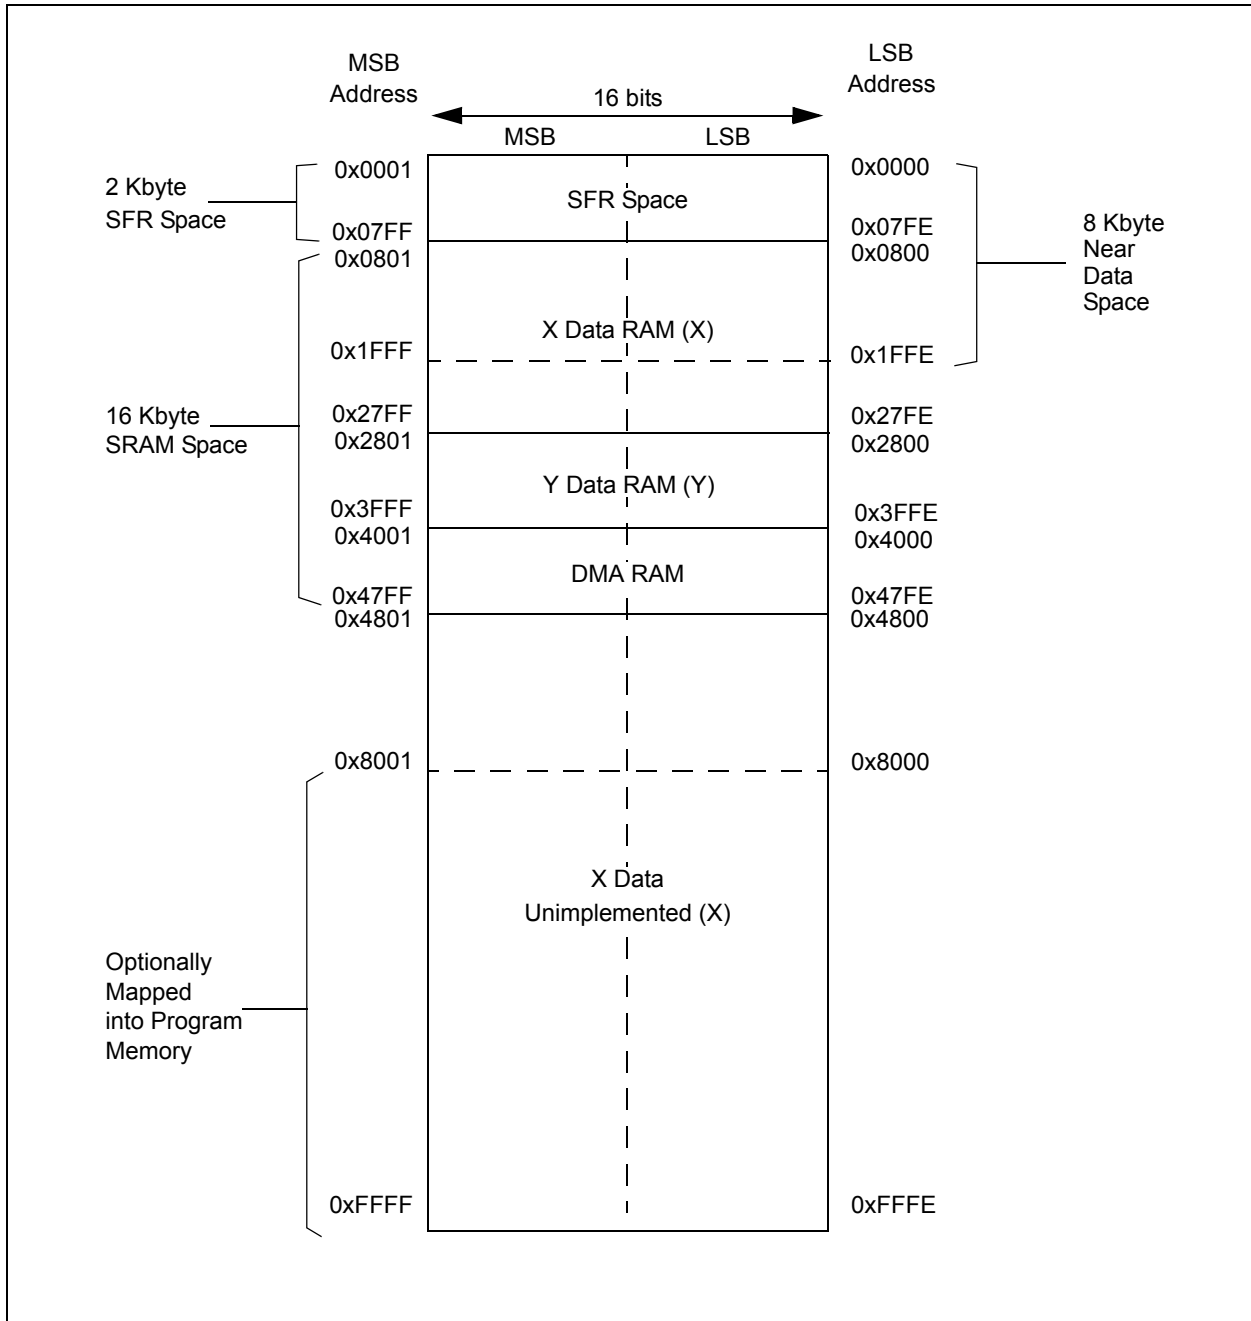 MSB
Address
LSB
Address
16 bits
MSB
LSB
0x0001
0x0000
2 Kbyte
SFR Space
SFR Space
0x07FF
0x07FE
0x0801
0x0800
8 Kbyte
Near
Data
Space
X Data RAM (X)
0x1FFF
0x1FFE
16 Kbyte
SRAM Space
0x27FF
0x27FE
0x2801
0x2800
Y Data RAM (Y)
0x3FFF
0x3FFE
0x4001
0x4000
DMA RAM
0x47FF
0x47FE
0x4801
0x4800
0x8001
0x8000
X Data
Unimplemented (X)
Optionally
Mapped
into Program
Memory
0xFFFF
0xFFFE